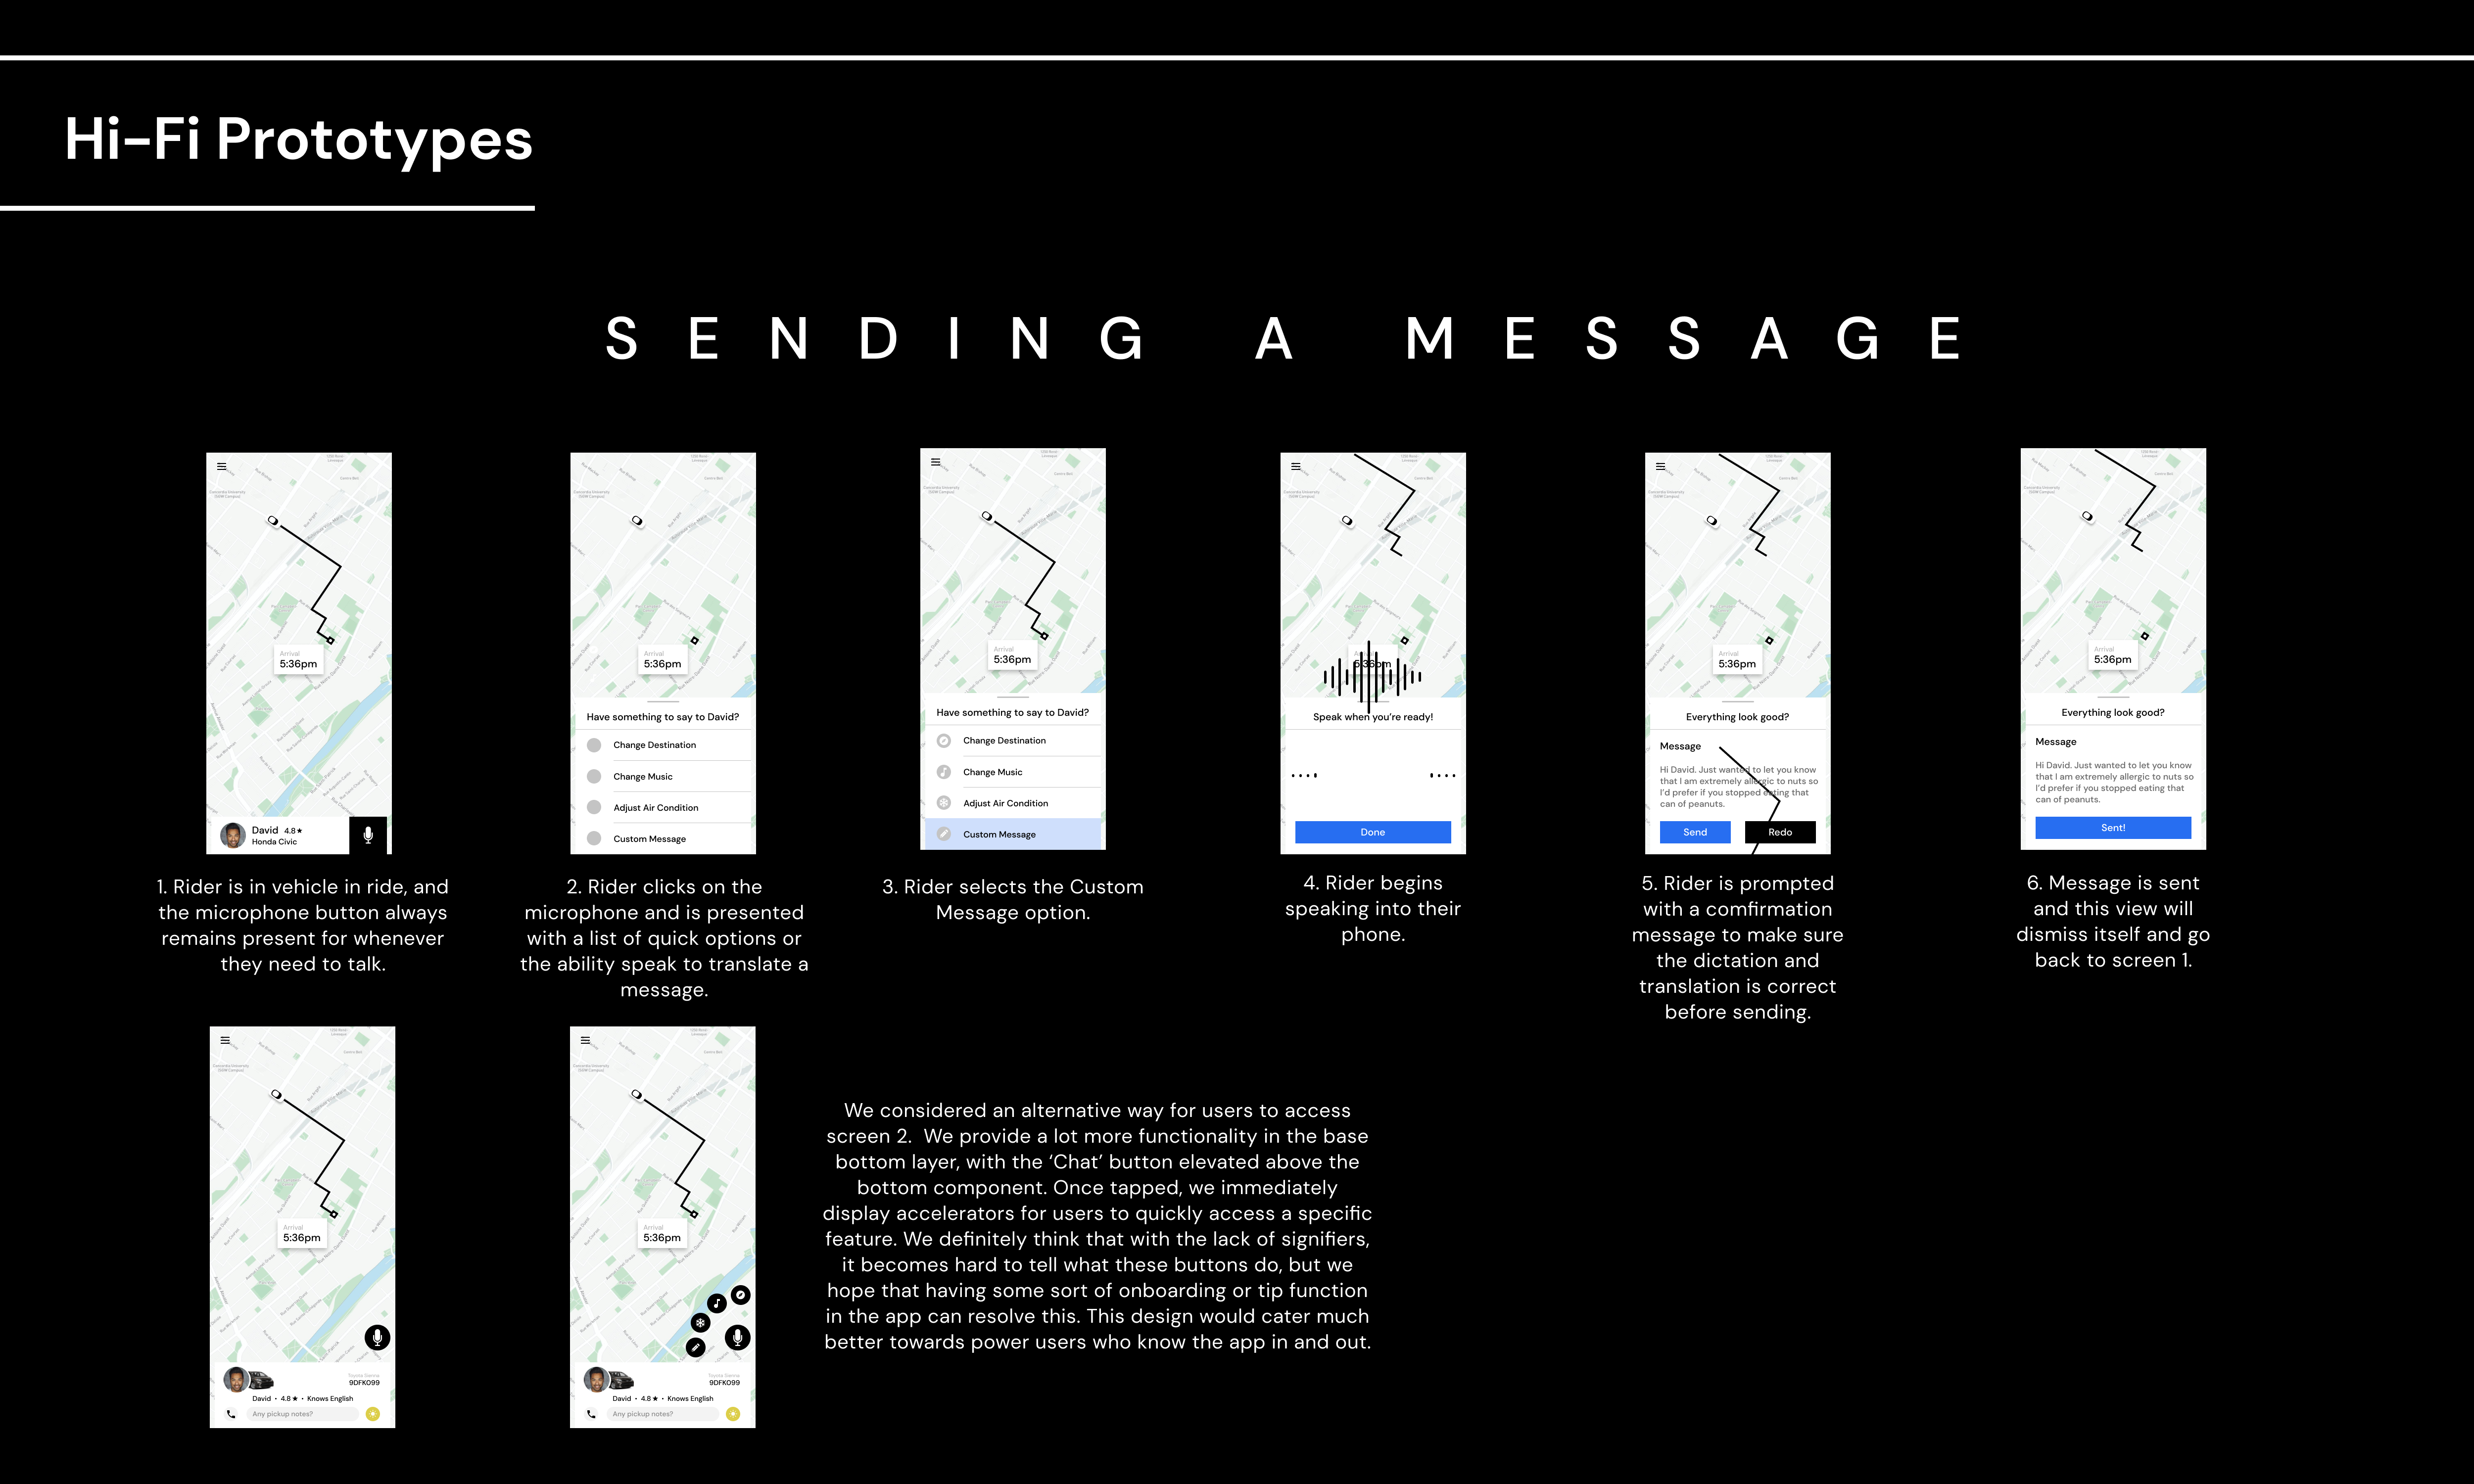 Hi-Fi Prototypes
SENDING A MESSAGE
Arrival
5:36pm
David 4.8★
Honda Civic
1. Rider is in vehicle in ride, and
the microphone button always
remains present for whenever
they need to talk.
Arrival
5:36pm
Have something to say to David?
Change Destination
Change Music
Adjust Air Condition
Custom Message
2. Rider clicks on the
microphone and is presented
with a list of quick options or
the ability speak to translate a
message.
Arrival
5:36pm
Have something to say to David?
Change Destination
Change Music
Adjust Air Condition
Custom Message
3. Rider selects the Custom
Message option.
5:36pm
Speak when you're ready!
Done
4. Rider begins
speaking into their
phone.
Arrival
5:36pm
Everything look good?
Message
Hi David. Just wanted to let you know
that I am extremely allergic to nuts so
I'd prefer if you stopped eating that
can of peanuts.
Send
Redo
5. Rider is prompted
with a comfirmation
message to make sure
the dictation and
translation is correct
before sending.
Arrival
5:36pm
Everything look good?
Message
Hi David. Just wanted to let you know
that I am extremely allergic to nuts so
I'd prefer if you stopped eating that
can of peanuts.
Sent!
6. Message is sent
and this view will
dismiss itself and go
back to screen 1.
Arrival
5:36pm
Toyota Sienna
9DFK099
David • 4.8 ★ • Knows English
Any pickup notes?
Arrival
5:36pm
Toyota Sienna
9DFK099
David • 4.8 ★ • Knows English
Any pickup notes?
We considered an alternative way for users to access
screen 2. We provide a lot more functionality in the base
bottom layer, with the ‘Chat’ button elevated above the
bottom component. Once tapped, we immediately
display accelerators for users to quickly access a specific
feature. We definitely think that with the lack of signifiers,
it becomes hard to tell what these buttons do, but we
hope that having some sort of onboarding or tip function
in the app can resolve this. This design would cater much
better towards power users who know the app in and out.